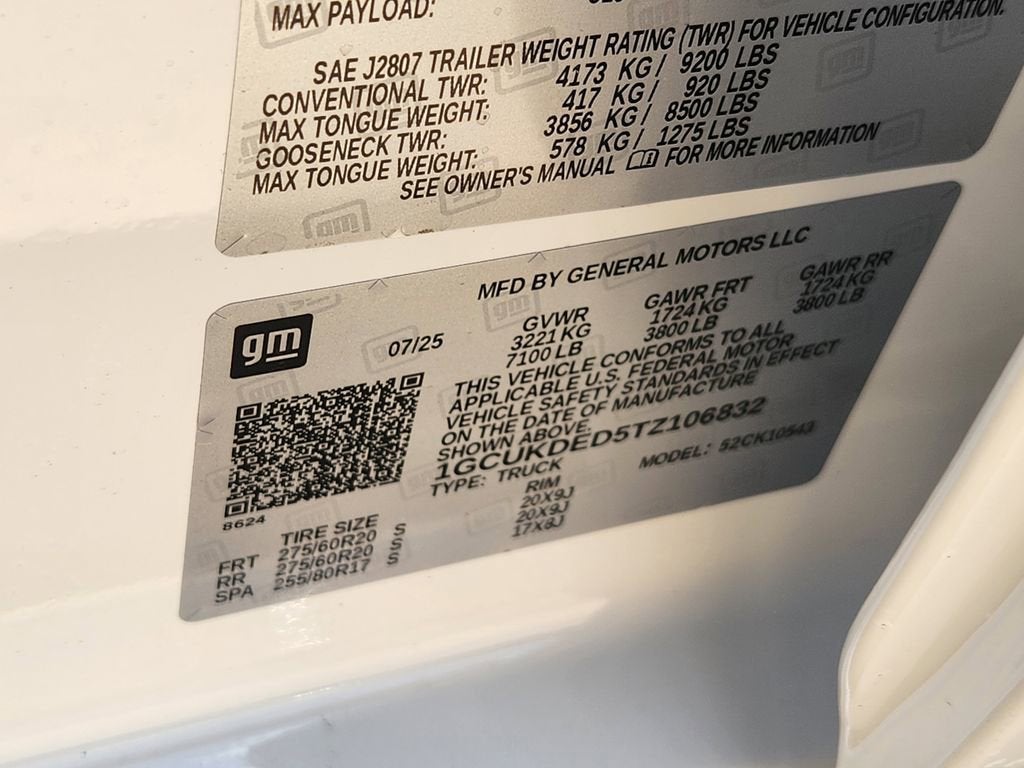 MAX PAYLOAD:
SAE J2807 TRAILER WEIGHT RATING (TWR) FOR VEHICLE CONFIGURATION.
CONVENTIONAL TWR: 4173 KG/ 9200 LBS
MAX TONGUE WEIGHT: 417 KG/ 920 LBS
GOOSENECK TWR: 3856 KG/ 8500 LBS
MAX TONGUE WEIGHT: 578 KG/ 1275 LBS
SEE OWNER'S MANUAL FOR MORE INFORMATION
MFD BY GENERAL MOTORS LLC
gm
07/25
GVWR GAWR FRT GAWR RR
3221 KG 1724 KG 1724 KG
7100 LB 3800 LB 3800 LB
THIS VEHICLE CONFORMS TO ALL
APPLICABLE U.S. FEDERAL MOTOR
VEHICLE SAFETY STANDARDS IN EFFECT
ON THE DATE OF MANUFACTURE
SHOWN ABOVE.
1GCUKDED5TZ106832
TYPE: TRUCK MODEL: 52CK10543
8624
TIRE SIZE RIM
FRT 275/60R20 S 20X9J
RR 275/60R20 S 20X9J
SPA 255/80R17 S 17X8J